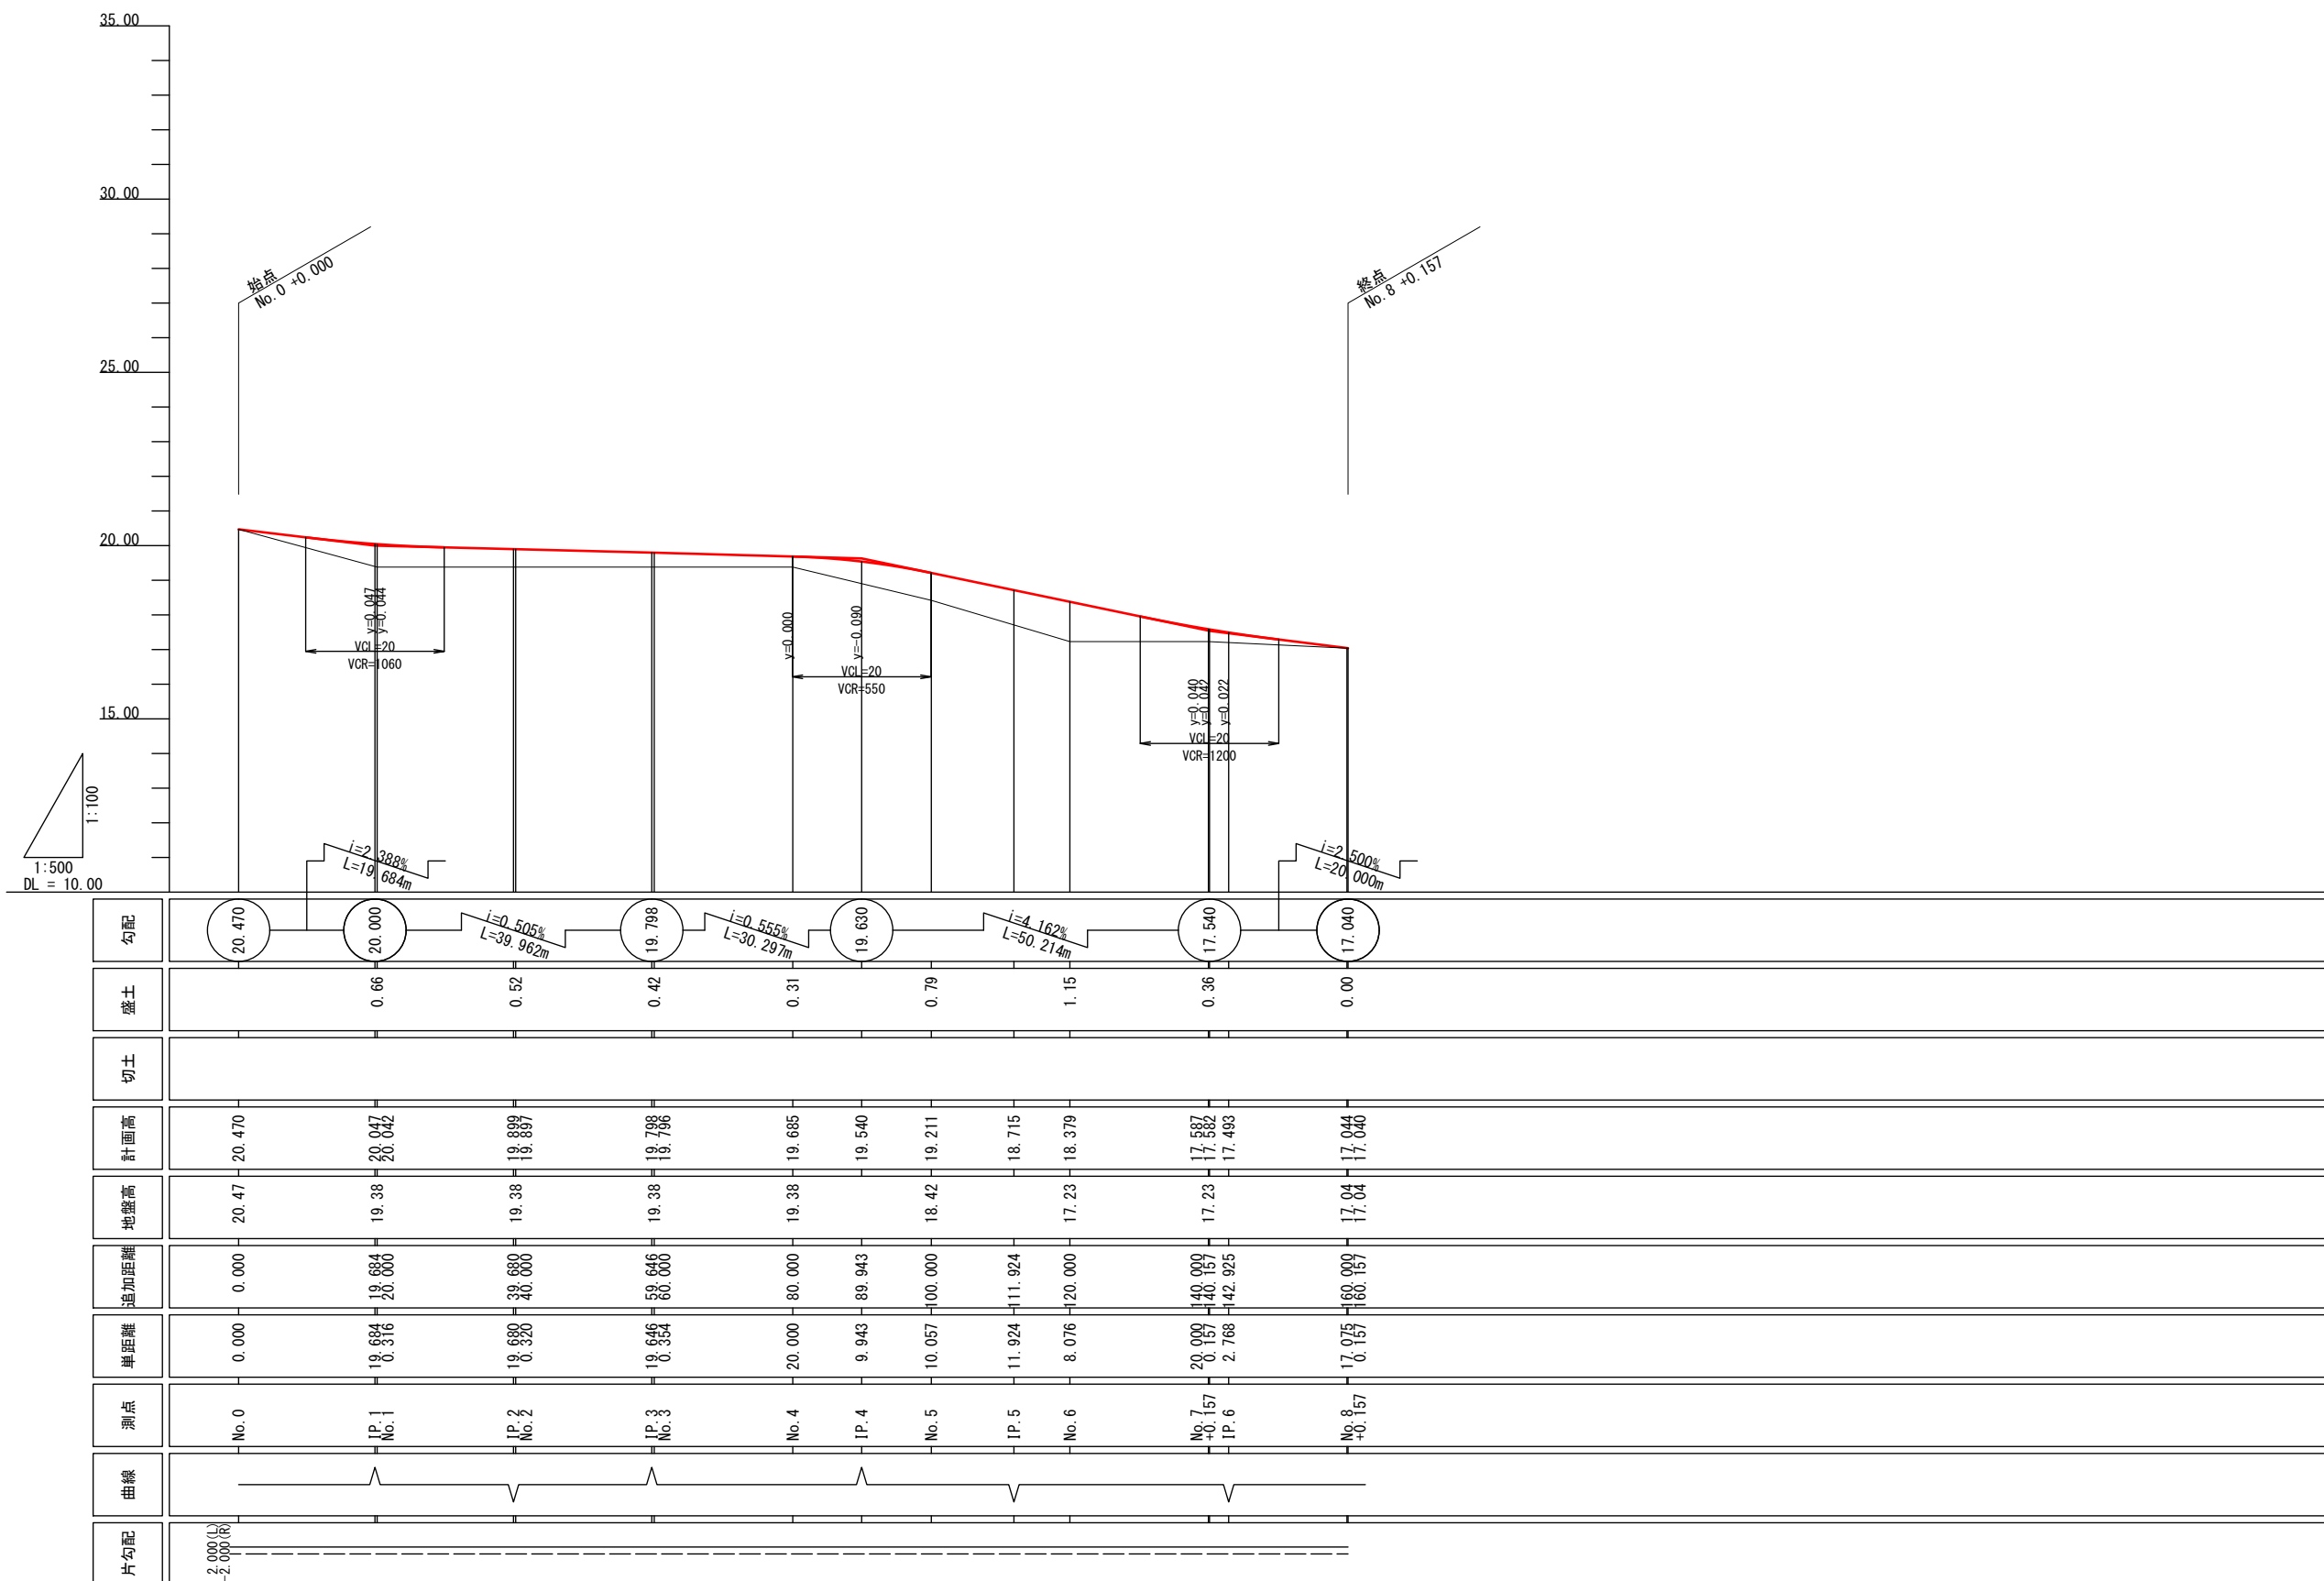 35.00
30.00
25.00
20.00
15.00
始点
No.0 +0.000
終点
No.8 +0.157
y=0.047
y=0.044
VCL=20
VCR=1060
y=0.000
y=-0.090
VCL=20
VCR=550
y=0.040
y=0.042
y=0.022
VCL=20
VCR=1200
1:100
1:500
DL = 10.00
i=2.388%
L=19.684m
i=2.500%
L=20.000m
勾配
20.470
20.000
i=0.505%
L=39.962m
19.798
i=0.555%
L=30.297m
19.630
i=4.162%
L=50.214m
17.540
17.040
盛土
0.66
0.52
0.42
0.31
0.79
1.15
0.36
0.00
切土
計画高
20.470
20.047
20.042
19.899
19.897
19.798
19.796
19.685
19.540
19.211
18.715
18.379
17.587
17.582
17.493
17.044
17.040
地盤高
20.47
19.38
19.38
19.38
19.38
18.42
17.23
17.23
17.04
17.04
追加距離
0.000
19.684
20.000
39.680
40.000
59.646
60.000
80.000
89.943
100.000
111.924
120.000
140.000
140.157
142.925
160.000
160.157
単距離
0.000
19.684
0.316
19.680
0.320
19.646
0.354
20.000
9.943
10.057
11.924
8.076
20.000
0.157
2.768
17.075
0.157
測点
No.0
IP.1
No.1
IP.2
No.2
IP.3
No.3
No.4
IP.4
No.5
IP.5
No.6
No.7
+0.157
IP.6
No.8
+0.157
曲線
片勾配
2.000(L)
-2.000(R)